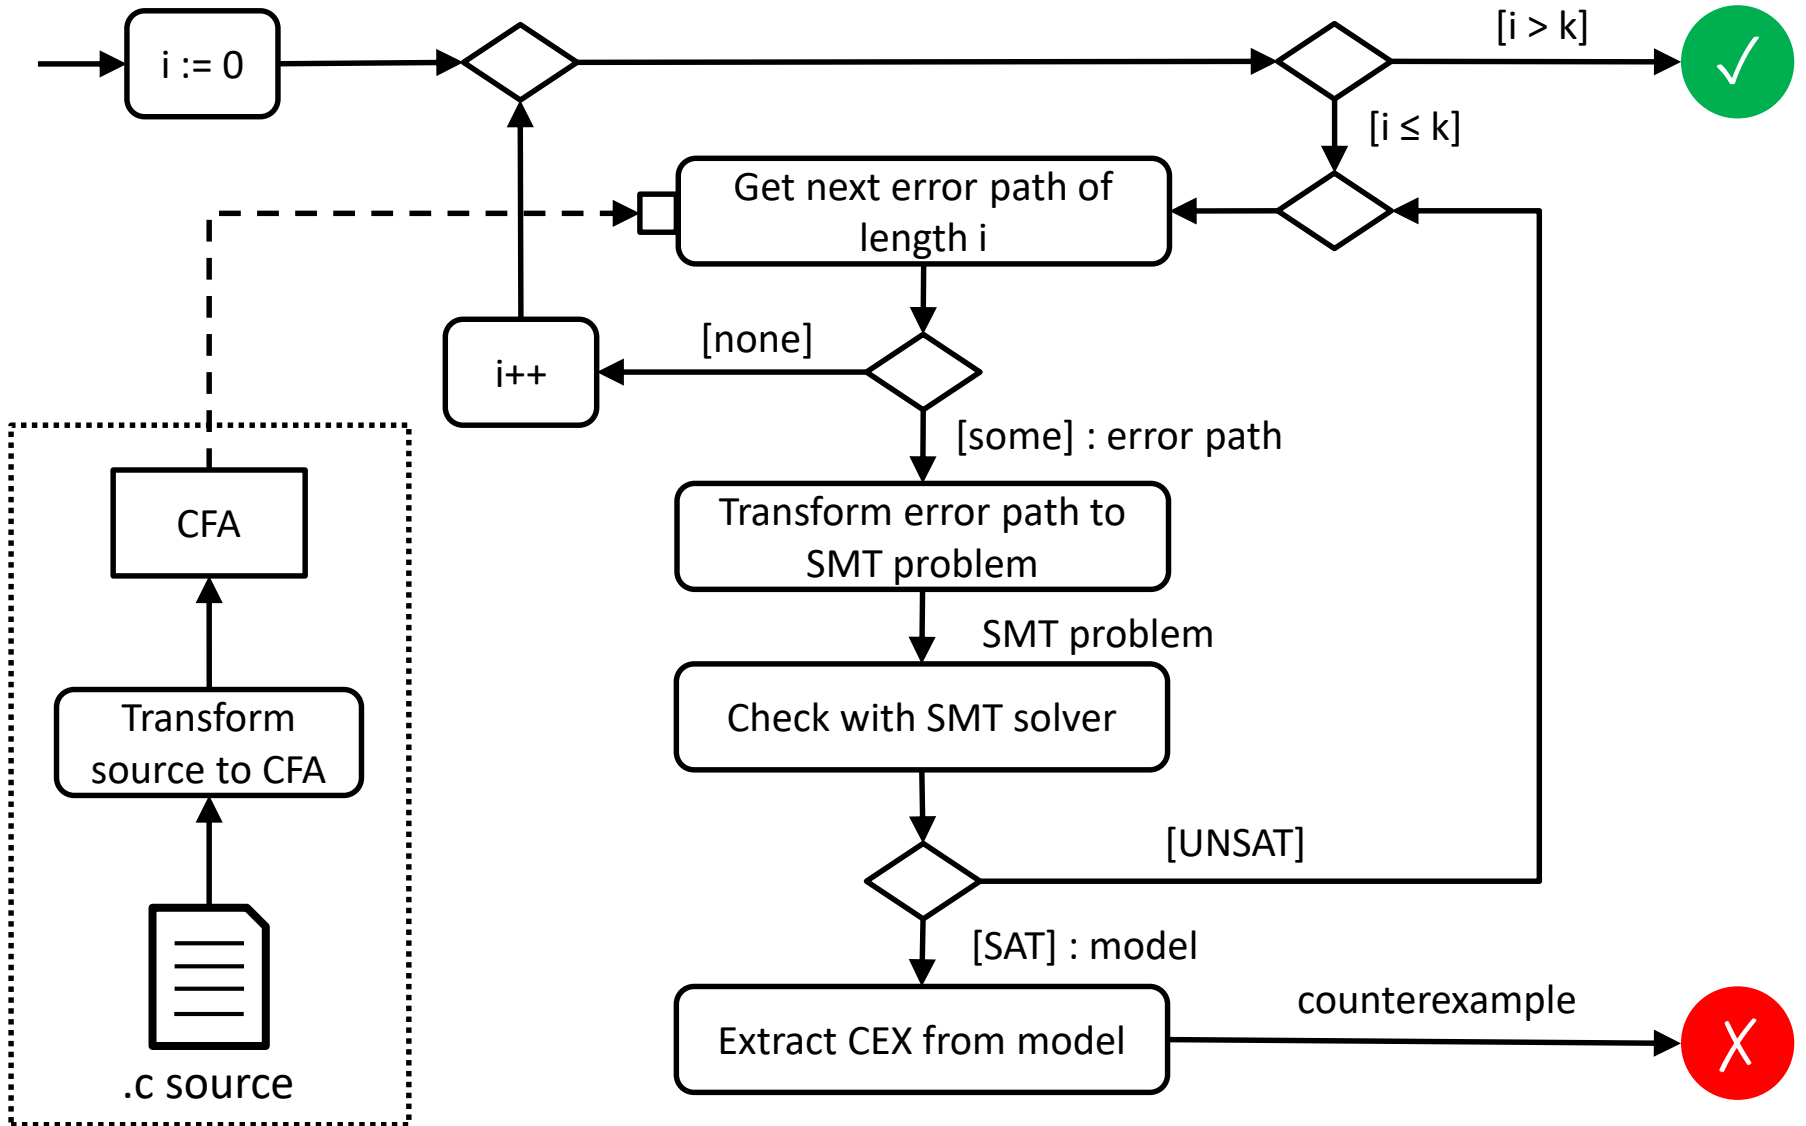 i := 0
[i > k]
✓
[i ≤ k]
Get next error path of
length i
[none]
i++
[some] : error path
CFA
Transform error path to
SMT problem
SMT problem
Transform
source to CFA
Check with SMT solver
[UNSAT]
[SAT] : model
counterexample
Extract CEX from model
✗
.c source